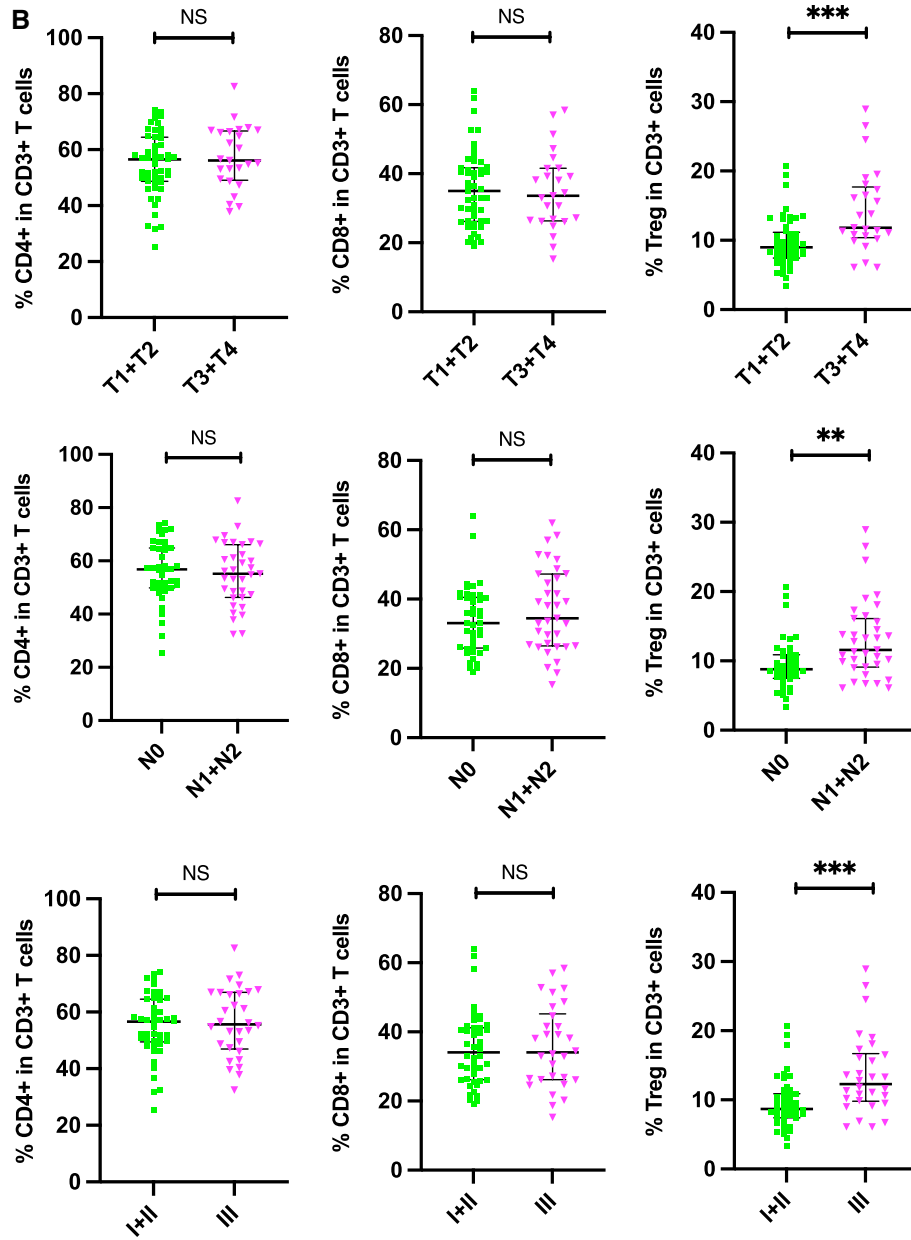 B
NS
% CD4+ in CD3+ T cells
100
80
60
40
20
0
T1+T2
T3+T4
NS
% CD8+ in CD3+ T cells
80
60
40
20
0
T1+T2
T3+T4
***
% Treg in CD3+ cells
40
30
20
10
0
T1+T2
T3+T4
NS
% CD4+ in CD3+ T cells
100
80
60
40
20
0
N0
N1+N2
NS
% CD8+ in CD3+ T cells
80
60
40
20
0
N0
N1+N2
**
% Treg in CD3+ cells
40
30
20
10
0
N0
N1+N2
NS
% CD4+ in CD3+ T cells
100
80
60
40
20
0
I+II
III
NS
% CD8+ in CD3+ T cells
80
60
40
20
0
I+II
III
***
% Treg in CD3+ cells
40
30
20
10
0
I+II
III